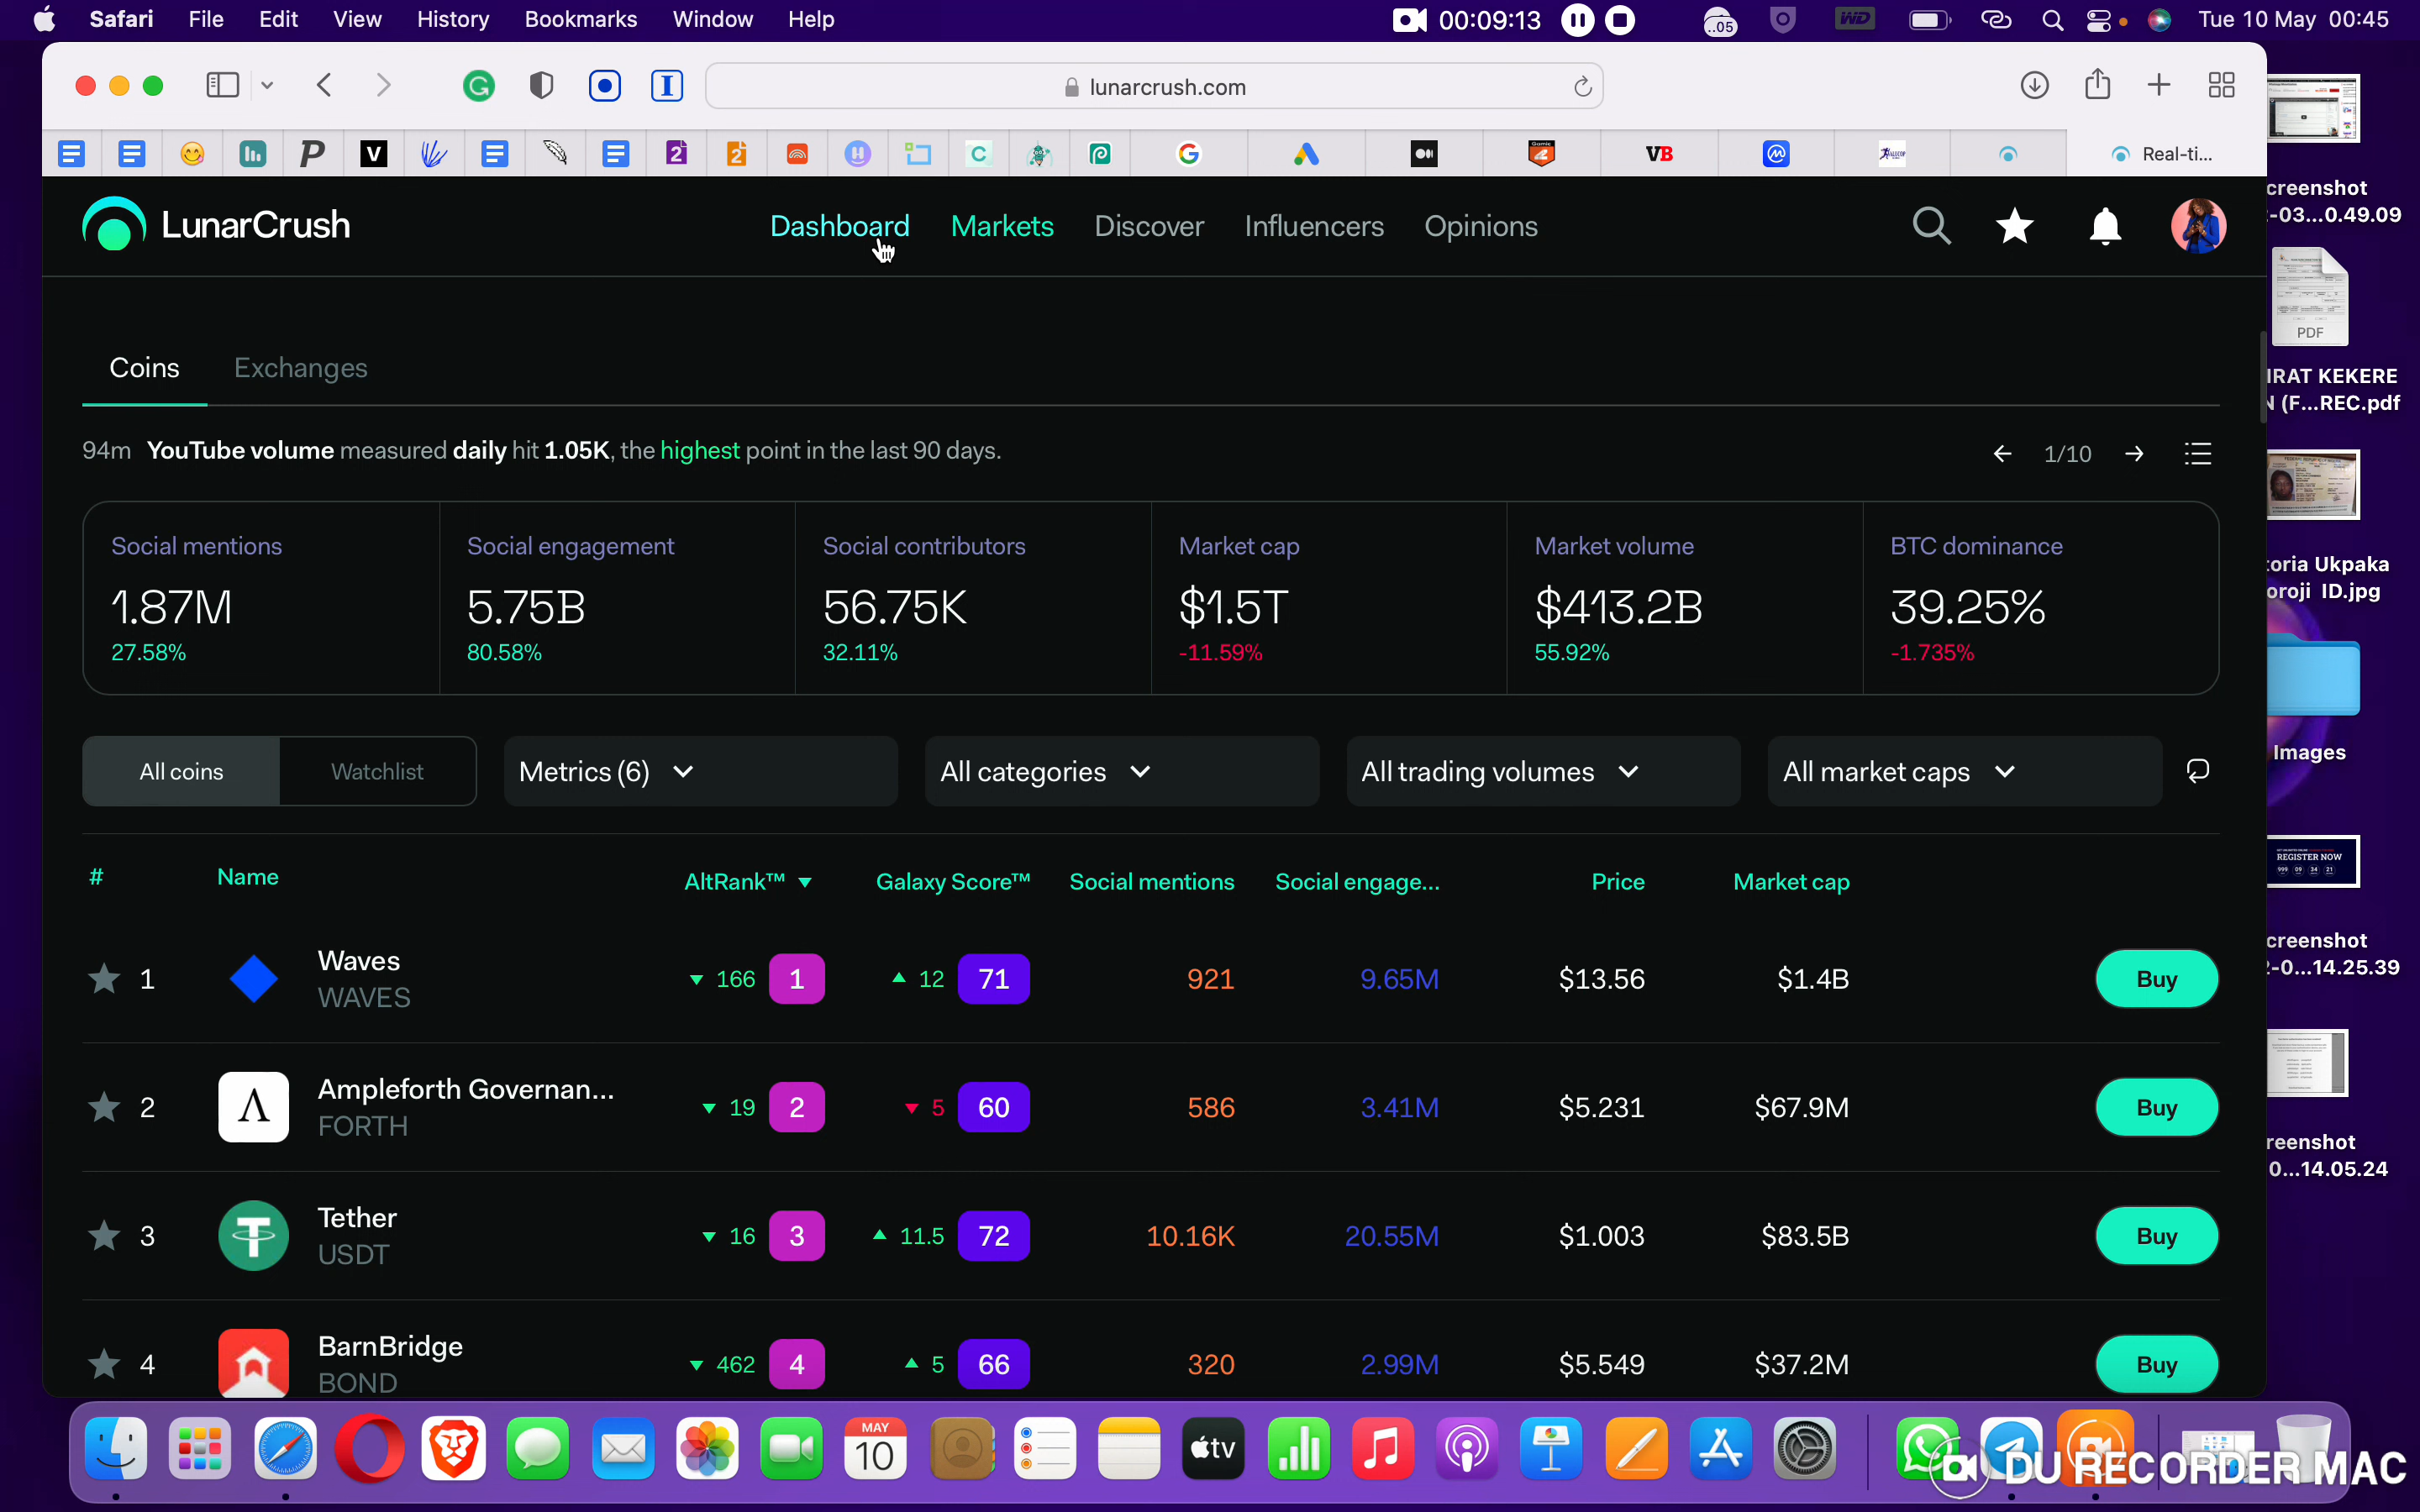 Safari File Edit View History Bookmarks Window Help 00:09:13 ..05 WD Tue 10 May 00:45
lunarcrush.com
Real-ti...
LunarCrush Dashboard Markets Discover Influencers Opinions
Coins Exchanges
94m YouTube volume measured daily hit 1.05K, the highest point in the last 90 days. 1/10
Social mentions Social engagement Social contributors Market cap Market volume BTC dominance
1.87M 5.75B 56.75K $1.5T $413.2B 39.25%
27.58% 80.58% 32.11% -11.59% 55.92% -1.735%
All coins Watchlist Metrics (6) All categories All trading volumes All market caps
# Name AltRank™ Galaxy Score™ Social mentions Social engage... Price Market cap
1 Waves 166 1 12 71 921 9.65M $13.56 $1.4B Buy
WAVES
2 Ampleforth Governan... 19 2 5 60 586 3.41M $5.231 $67.9M Buy
FORTH
3 Tether 16 3 11.5 72 10.16K 20.55M $1.003 $83.5B Buy
USDT
4 BarnBridge 462 4 5 66 320 2.99M $5.549 $37.2M Buy
BOND
creenshot
-03...0.49.09
PDF
IRAT KEKERE
(F...REC.pdf
oria Ukpaka
oroji ID.jpg
Images
REGISTER NOW
creenshot
-0...14.25.39
reenshot
0...14.05.24
MAY
10
tv
DU RECORDER MAC